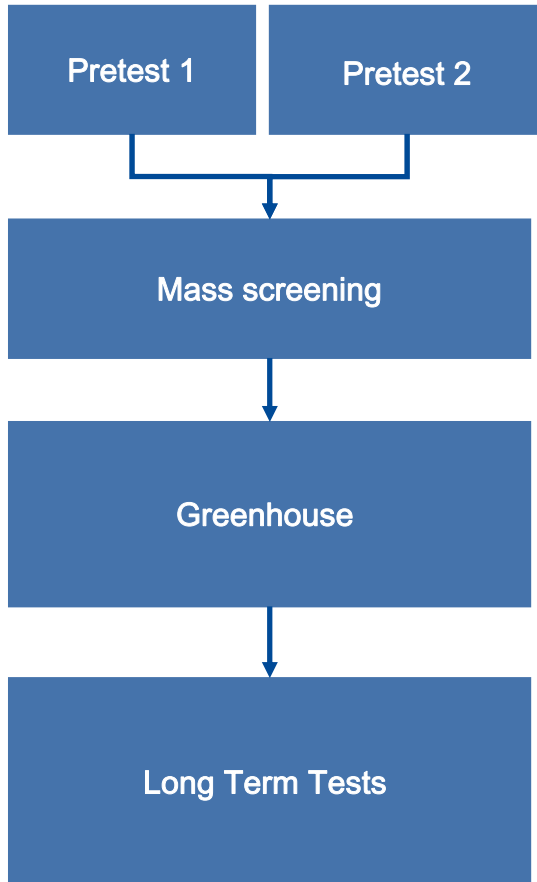 Pretest 1
Pretest 2
Mass screening
Greenhouse
Long Term Tests